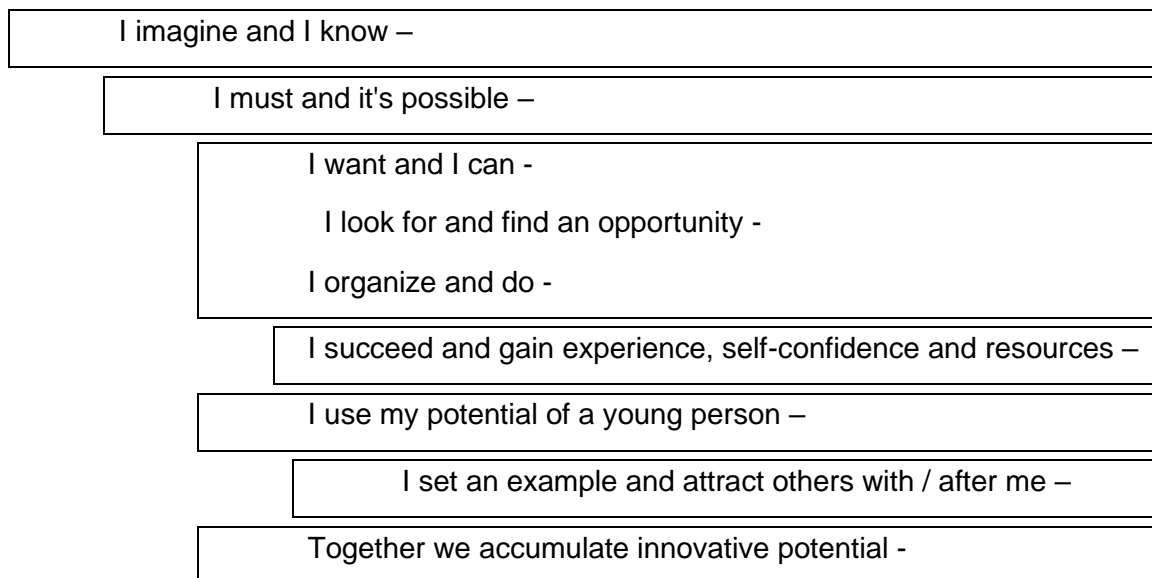 I imagine and I know –
I must and it's possible –
I want and I can -
I look for and find an opportunity -
I organize and do -
I succeed and gain experience, self-confidence and resources –
I use my potential of a young person –
I set an example and attract others with / after me –
Together we accumulate innovative potential -